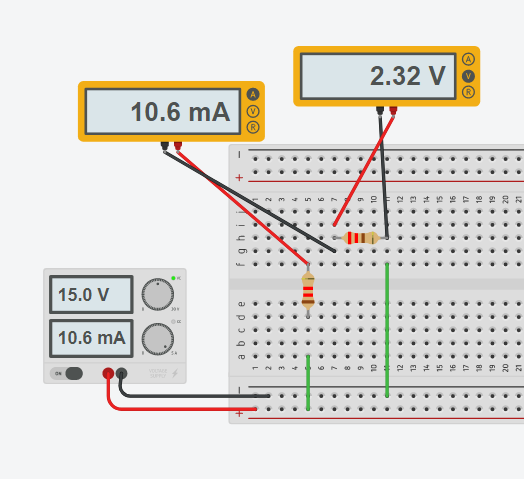 2.32 V
A
V
R
10.6 mA
A
V
R
− 
+
1 2 3 4 5 6 7 8 9 10 11 12 13 14 15 16 17 18 19 20 21
j
i
h
g
f
15.0 V
10.6 mA
ON
e
d
c
b
a
1 2 3 4 5 6 7 8 9 10 11 12 13 14 15 16 17 18 19 20 21
−
+